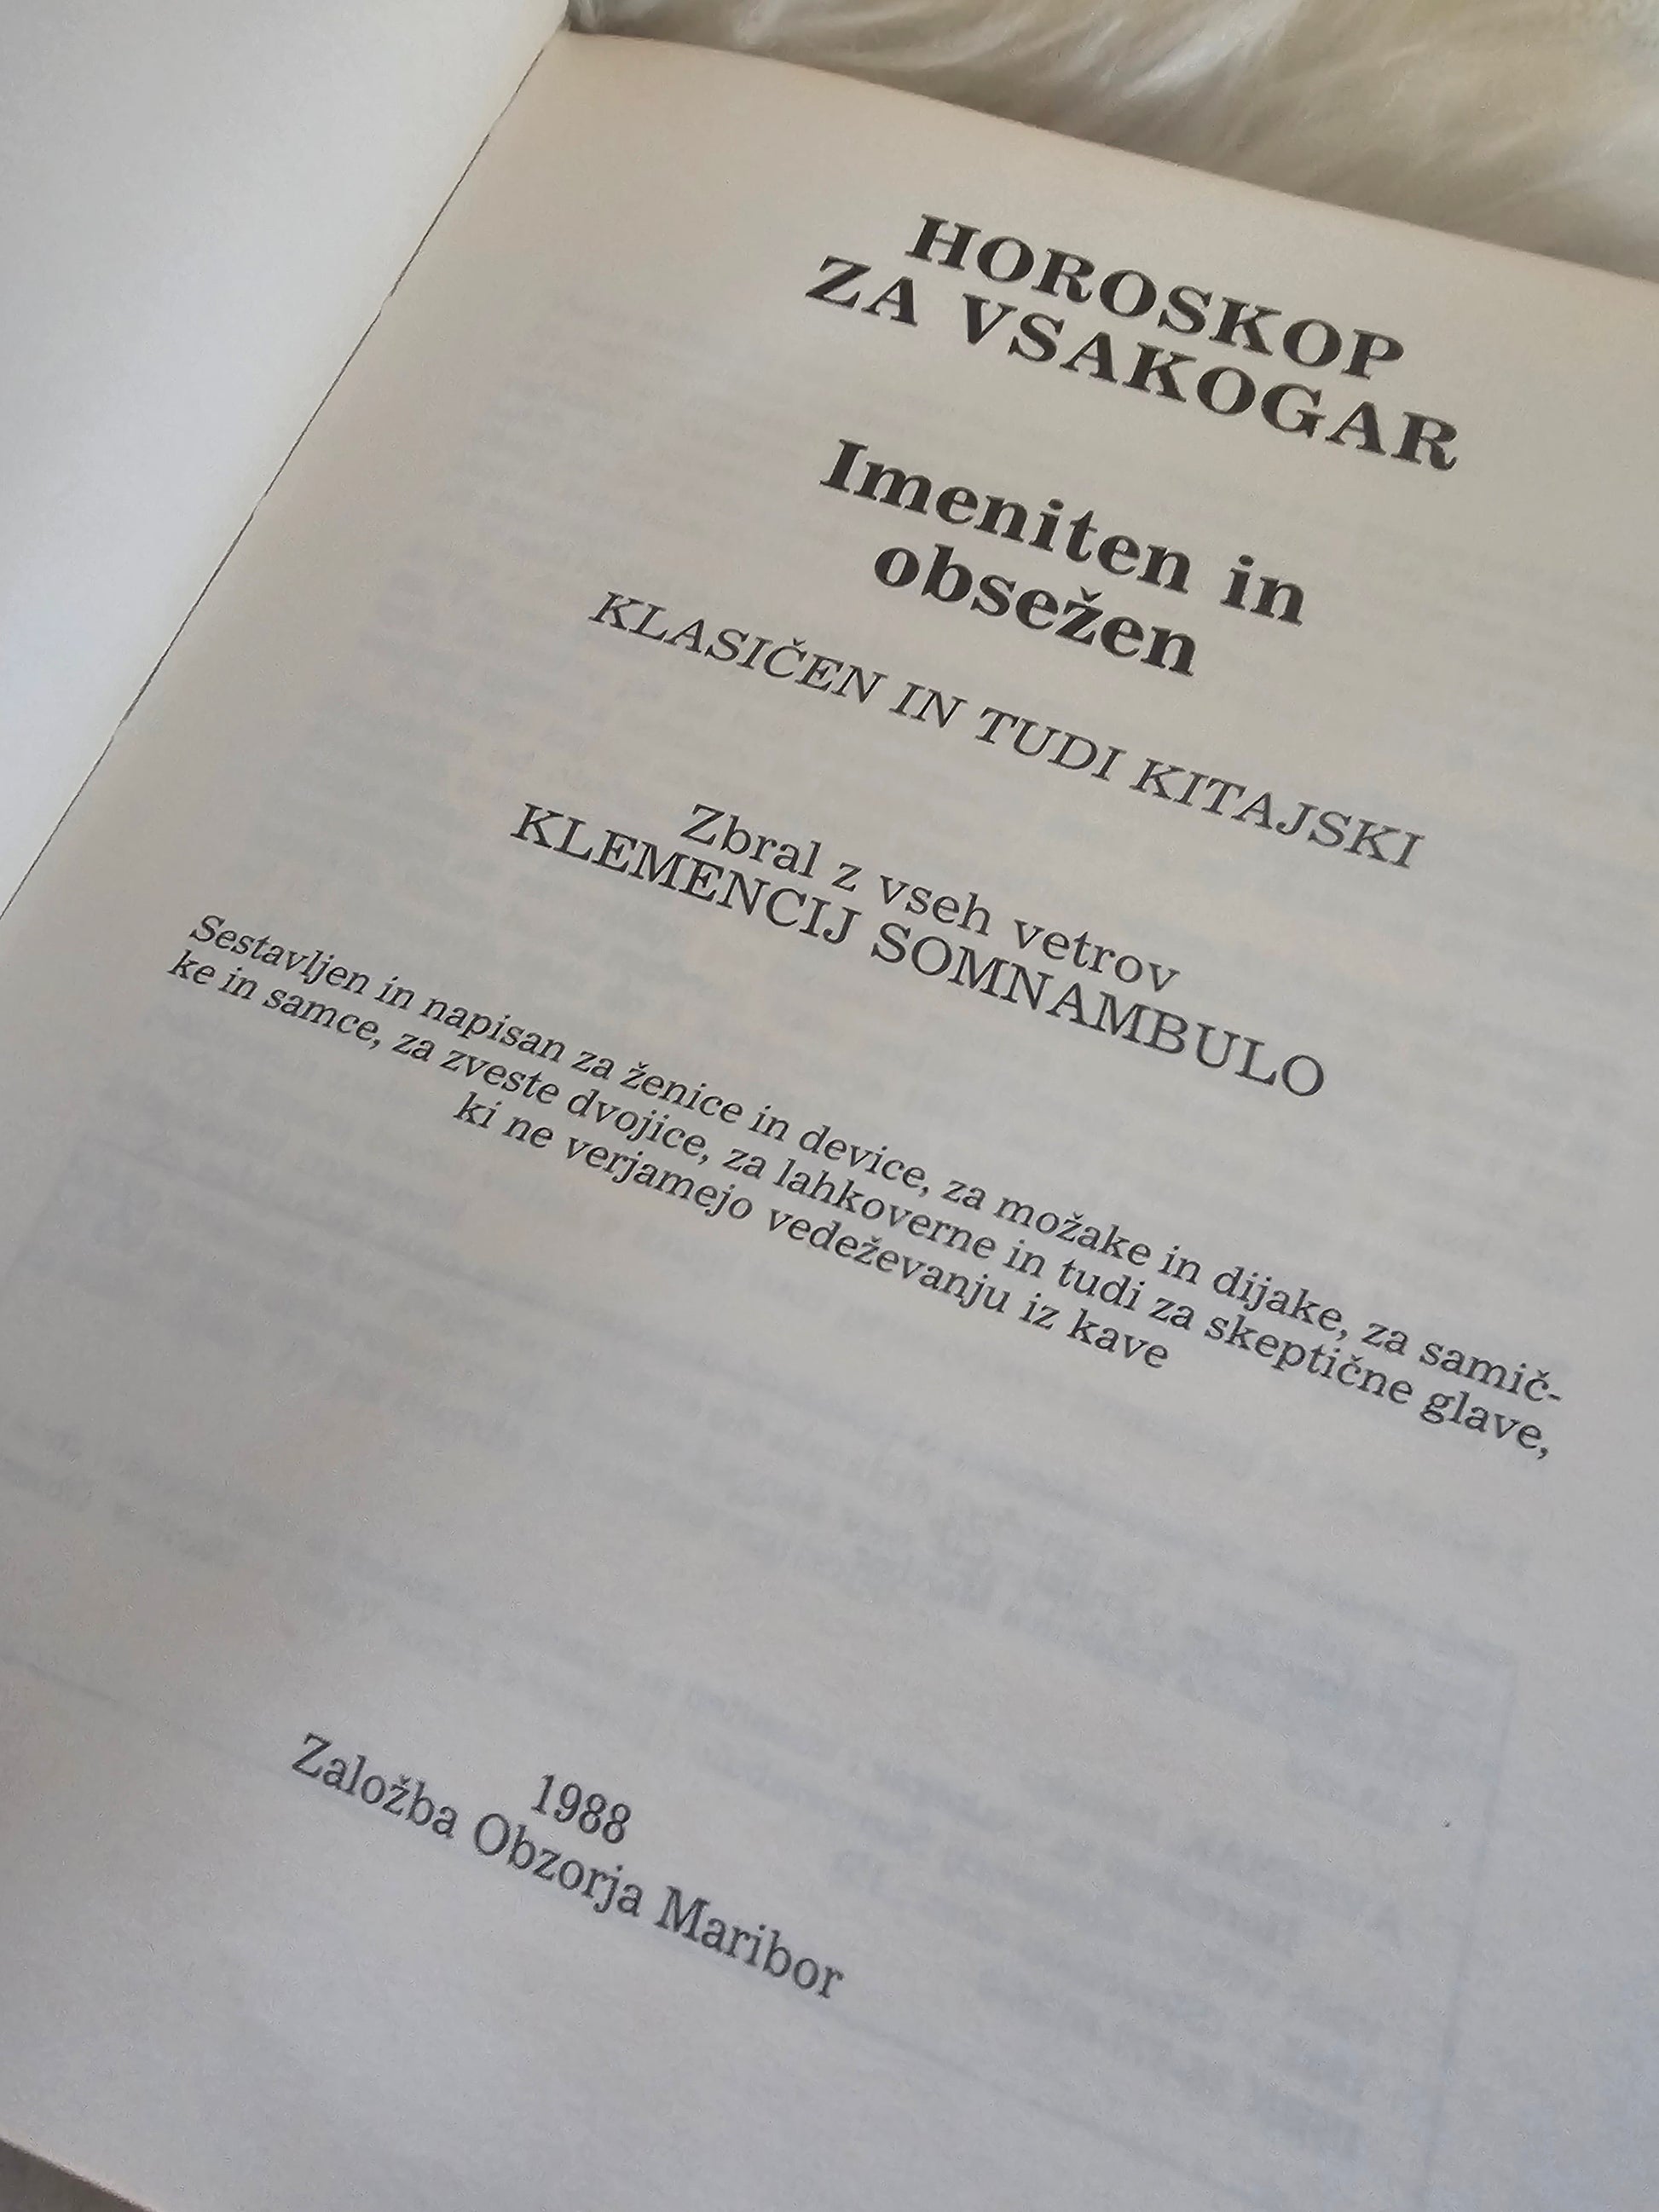 HOROSKOP
ZA VSAKOGAR
Imeniten in
obsežen
KLASIČEN IN TUDI KITAJSKI
Zbral z vseh vetrov
KLEMENCIJ SOMNAMBULO
Sestavljen in napisan za ženice in device, za možake in dijake, za samič-
ke in samce, za zveste dvojice, za lahkoverne in tudi za skeptične glave,
ki ne verjamejo vedeževanju iz kave
1988
Založba Obzorja Maribor